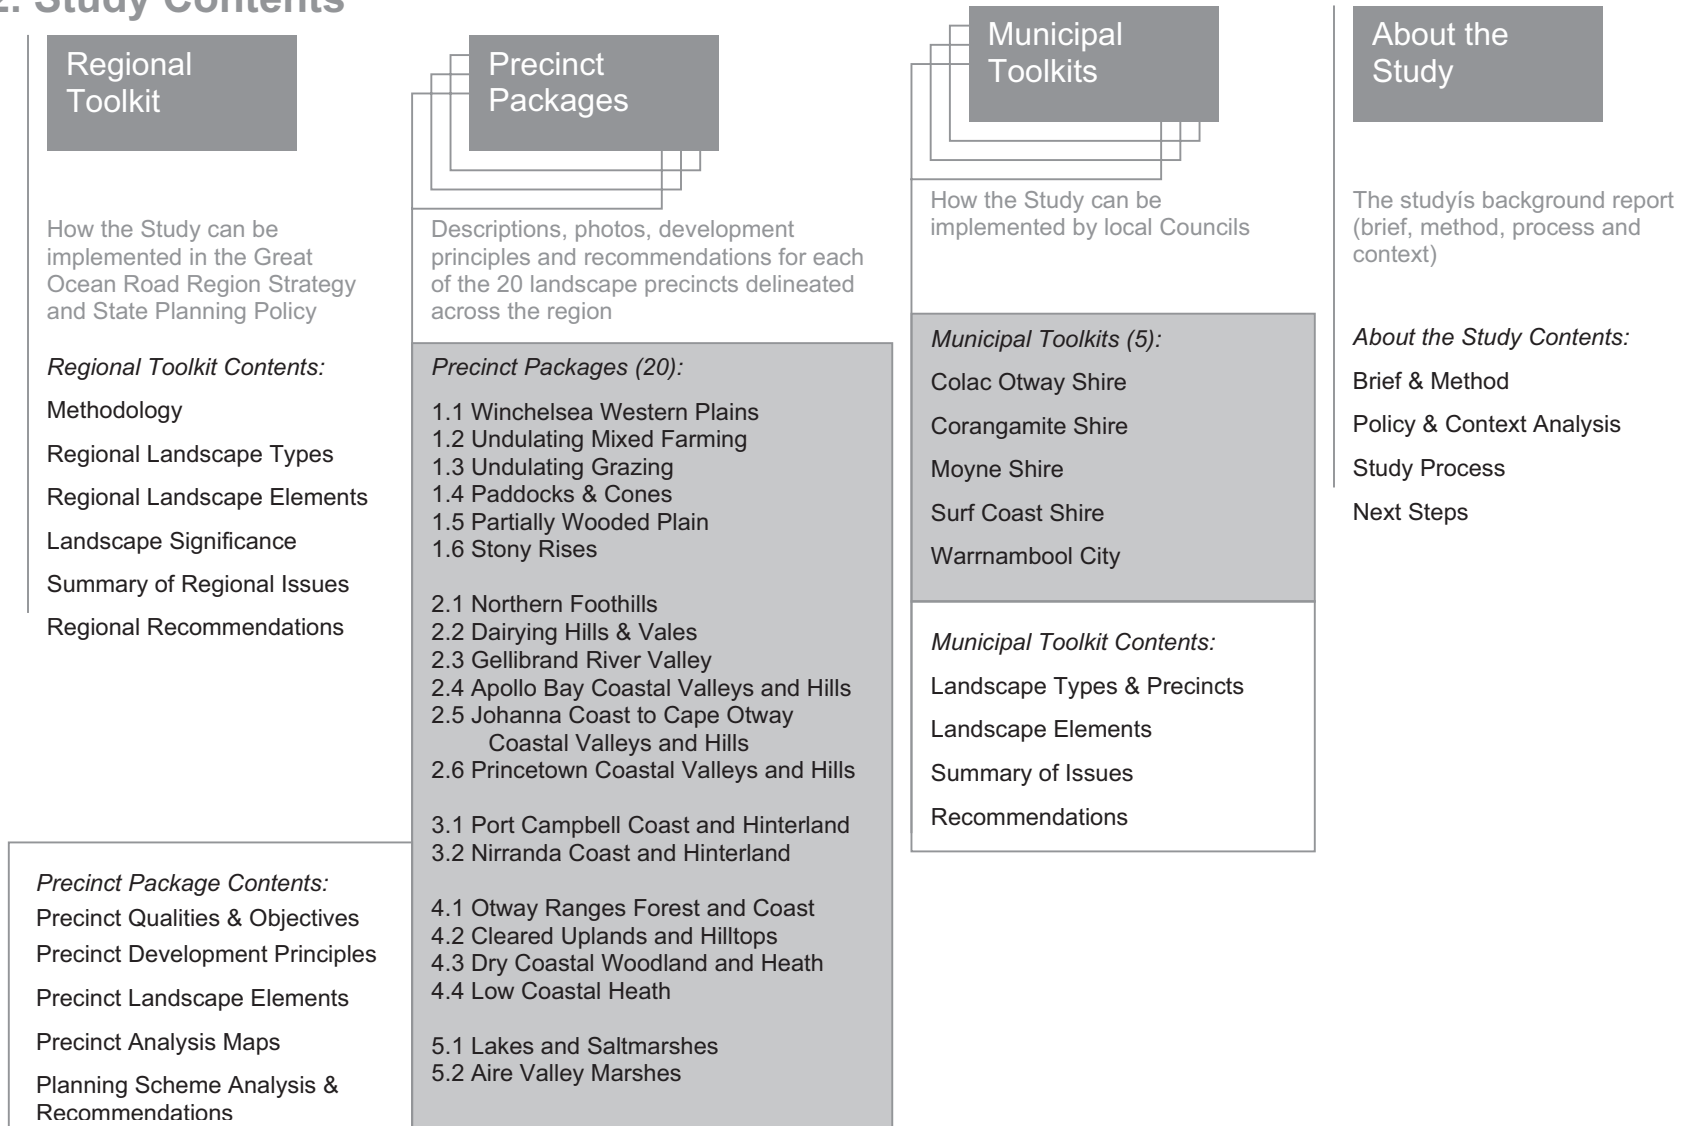 2. Study Contents
Regional
Toolkit
How the Study can be
implemented in the Great
Ocean Road Region Strategy
and State Planning Policy
Regional Toolkit Contents:
Methodology
Regional Landscape Types
Regional Landscape Elements
Landscape Significance
Summary of Regional Issues
Regional Recommendations
Precinct
Packages
Descriptions, photos, development
principles and recommendations for each
of the 20 landscape precincts delineated
across the region
Precinct Packages (20):
1.1 Winchelsea Western Plains
1.2 Undulating Mixed Farming
1.3 Undulating Grazing
1.4 Paddocks & Cones
1.5 Partially Wooded Plain
1.6 Stony Rises
2.1 Northern Foothills
2.2 Dairying Hills & Vales
2.3 Gellibrand River Valley
2.4 Apollo Bay Coastal Valleys and Hills
2.5 Johanna Coast to Cape Otway
Coastal Valleys and Hills
2.6 Princetown Coastal Valleys and Hills
3.1 Port Campbell Coast and Hinterland
3.2 Nirranda Coast and Hinterland
4.1 Otway Ranges Forest and Coast
4.2 Cleared Uplands and Hilltops
4.3 Dry Coastal Woodland and Heath
4.4 Low Coastal Heath
5.1 Lakes and Saltmarshes
5.2 Aire Valley Marshes
Precinct Package Contents:
Precinct Qualities & Objectives
Precinct Development Principles
Precinct Landscape Elements
Precinct Analysis Maps
Planning Scheme Analysis &
Recommendations
Municipal
Toolkits
How the Study can be
implemented by local Councils
Municipal Toolkits (5):
Colac Otway Shire
Corangamite Shire
Moyne Shire
Surf Coast Shire
Warrnambool City
Municipal Toolkit Contents:
Landscape Types & Precincts
Landscape Elements
Summary of Issues
Recommendations
About the
Study
The studyís background report
(brief, method, process and
context)
About the Study Contents:
Brief & Method
Policy & Context Analysis
Study Process
Next Steps